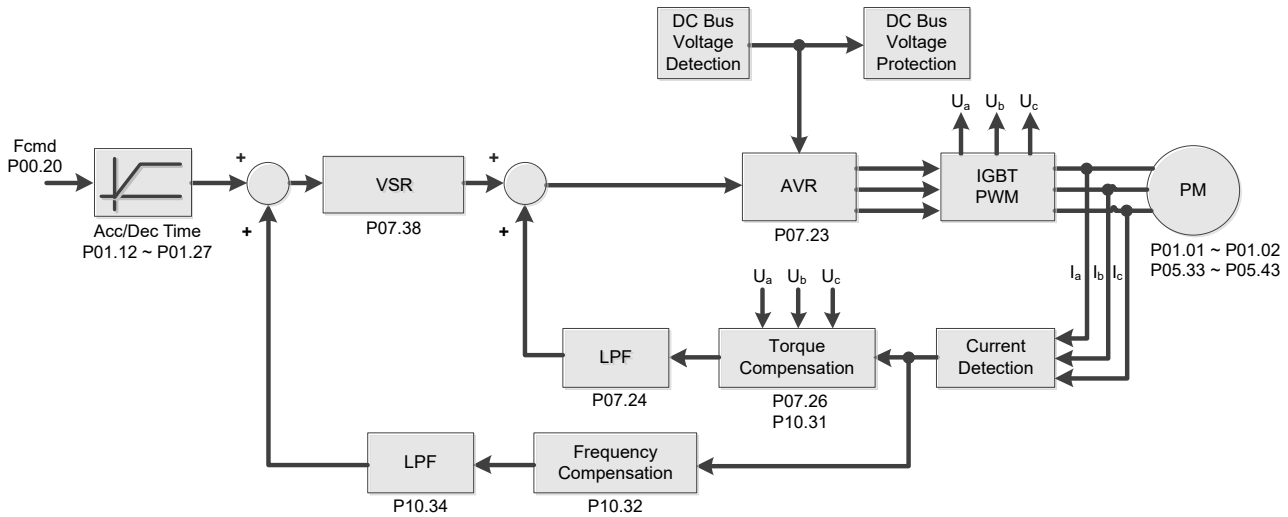 DC Bus
Voltage
Detection
DC Bus
Voltage
Protection
Ua
Ub
Uc
Fcmd
P00.20
+
+
VSR
AVR
IGBT
PWM
PM
Acc/Dec Time
P01.12 ~ P01.27
+
P07.38
+
P07.23
P01.01 ~ P01.02
P05.33 ~ P05.43
Ia
Ib
Ic
Ua
Ub
Uc
LPF
Torque
Compensation
Current
Detection
P07.24
P07.26
P10.31
LPF
Frequency
Compensation
P10.34
P10.32